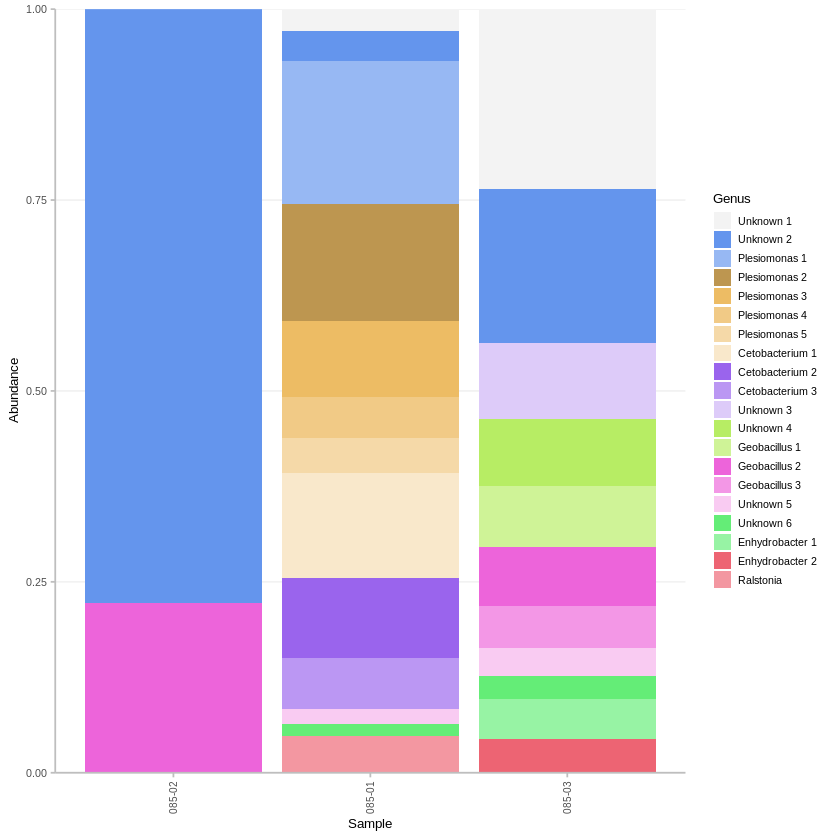 1.00
0.75
0.50
0.25
0.00
Abundance
085-02
085-01
085-03
Sample
Genus
Unknown 1
Unknown 2
Plesiomonas 1
Plesiomonas 2
Plesiomonas 3
Plesiomonas 4
Plesiomonas 5
Cetobacterium 1
Cetobacterium 2
Cetobacterium 3
Unknown 3
Unknown 4
Geobacillus 1
Geobacillus 2
Geobacillus 3
Unknown 5
Unknown 6
Enhydrobacter 1
Enhydrobacter 2
Ralstonia